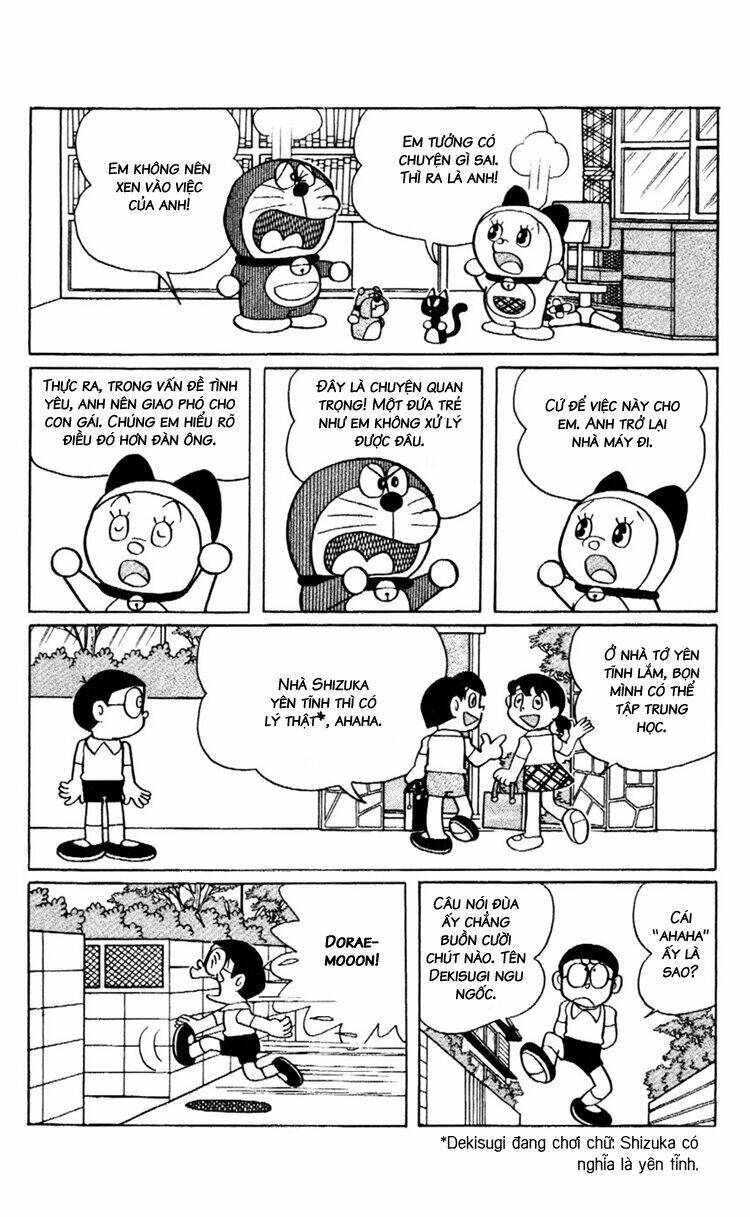 EM KHÔNG NÊN
XEN VÀO VIỆC
CỦA ANH!
EM TƯỞNG CÓ
CHUYỆN GÌ SAI.
THÌ RA LÀ ANH!
THỰC RA, TRONG VẤN ĐỀ TÌNH
YÊU, ANH NÊN GIAO PHÓ CHO
CON GÁI. CHÚNG EM HIỂU RÕ
ĐIỀU ĐÓ HƠN ĐÀN ÔNG.
ĐÂY LÀ CHUYỆN QUAN
TRỌNG! MỘT ĐỨA TRẺ
NHƯ EM KHÔNG XỬ LÝ
ĐƯỢC ĐÂU.
CỨ ĐỂ VIỆC NÀY CHO
EM. ANH TRỞ LẠI
NHÀ MÁY ĐI.
NHÀ SHIZUKA
YÊN TĨNH THÌ CÓ
LÝ THẬT*, AHAHA.
Ở NHÀ TỚ YÊN
TĨNH LẮM, BỌN
MÌNH CÓ THỂ
TẬP TRUNG
HỌC.
DORAE-
MOOON!
CÂU NÓI ĐÙA
ẤY CHẲNG
BUỒN CƯỜI
CHÚT NÀO. TÊN
DEKISUGI NGU
NGỐC.
CÁI
"AHAHA"
ẤY LÀ
SAO?
*Dekisugi đang chơi chữ: Shizuka có
nghĩa là yên tĩnh.